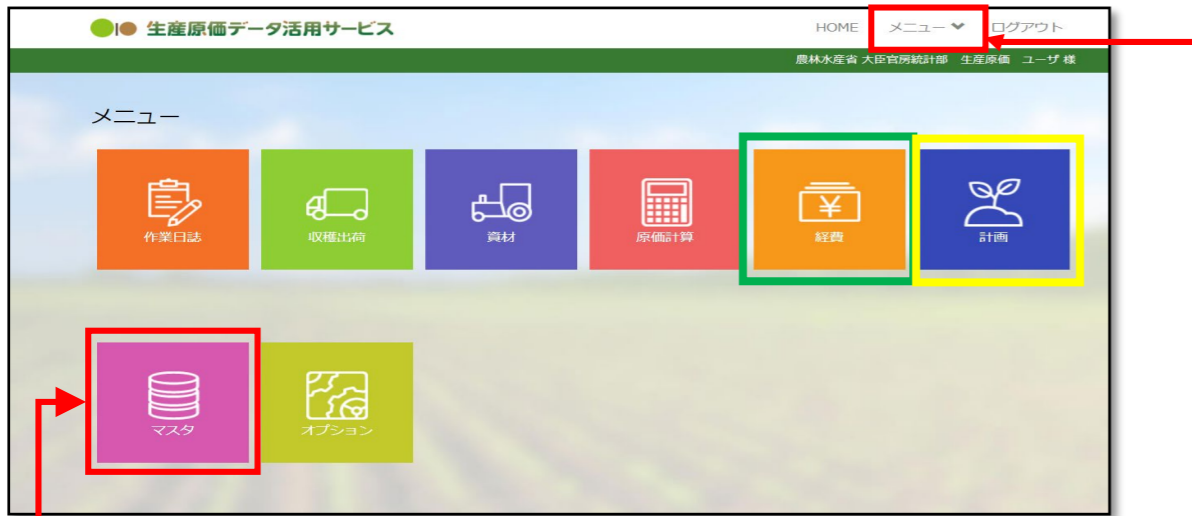 生産原価データ活用サービス
HOME メニュー ログアウト
農林水産省 大臣官房統計部 生産原価 ユーザ 様
メニュー
作業日誌 収穫出荷 資材 原価計算 経費 計画
マスタ オプション